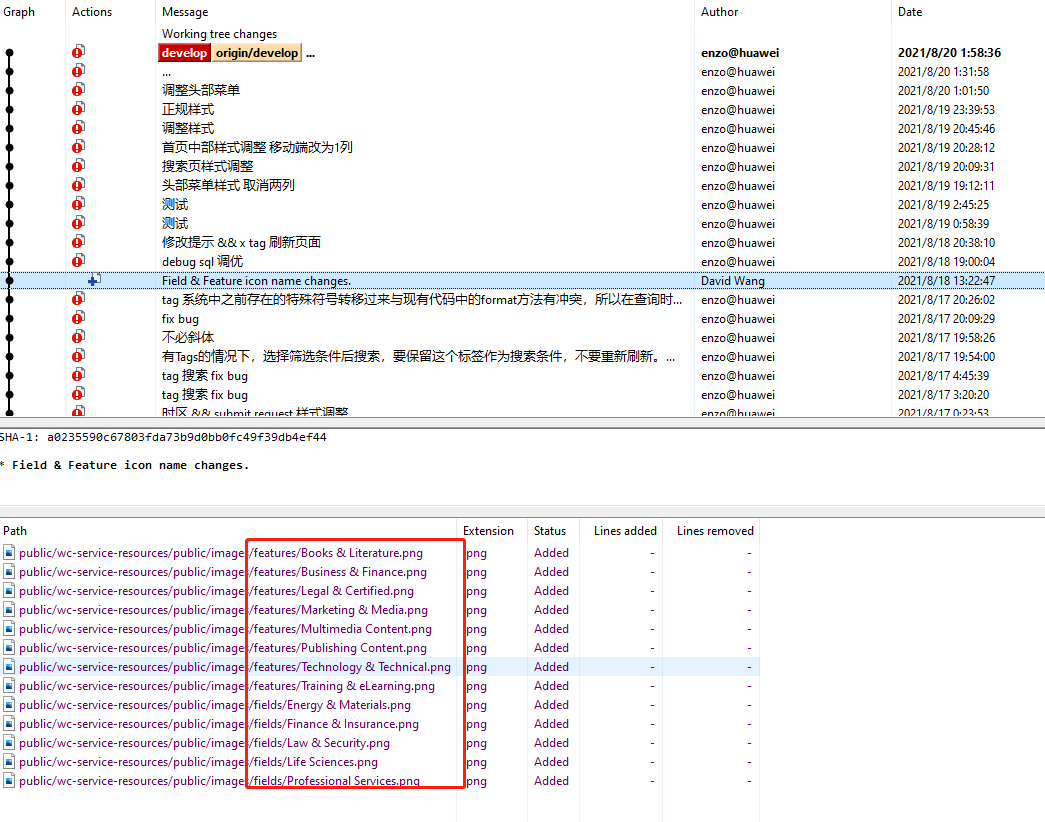 Graph Actions Message Author Date
Working tree changes
develop origin/develop ... enzo@huawei 2021/8/20 1:58:36
... enzo@huawei 2021/8/20 1:31:58
调整头部菜单 enzo@huawei 2021/8/20 1:01:50
正规样式 enzo@huawei 2021/8/19 23:39:53
调整样式 enzo@huawei 2021/8/19 20:45:46
首页中部样式调整 移动端改为1列 enzo@huawei 2021/8/19 20:28:12
搜索页样式调整 enzo@huawei 2021/8/19 20:09:31
头部菜单样式 取消两列 enzo@huawei 2021/8/19 19:12:11
测试 enzo@huawei 2021/8/19 2:45:25
测试 enzo@huawei 2021/8/19 0:58:39
修改提示 && x tag 刷新页面 enzo@huawei 2021/8/18 20:38:10
debug sql 调优 enzo@huawei 2021/8/18 19:00:04
Field & Feature icon name changes. David Wang 2021/8/18 13:22:47
tag 系统中之前存在的特殊符号转移过来与现有代码中的format方法有冲突，所以在查询时... enzo@huawei 2021/8/17 20:26:02
fix bug enzo@huawei 2021/8/17 20:09:29
不必斜体 enzo@huawei 2021/8/17 19:58:26
有Tags的情况下，选择筛选条件后搜索，要保留这个标签作为搜索条件，不要重新刷新。... enzo@huawei 2021/8/17 19:54:00
tag 搜索 fix bug enzo@huawei 2021/8/17 4:45:39
tag 搜索 fix bug enzo@huawei 2021/8/17 3:20:20
时区 && submit request 样式调整 enzo@huawei 2021/8/17 0:23:53
SHA-1: a0235590c67803fda73b9d0bb0fc49f39db4ef44
* Field & Feature icon name changes.
Path Extension Status Lines added Lines removed
public/wc-service-resources/public/images/features/Books & Literature.png .png Added - -
public/wc-service-resources/public/images/features/Business & Finance.png .png Added - -
public/wc-service-resources/public/images/features/Legal & Certified.png .png Added - -
public/wc-service-resources/public/images/features/Marketing & Media.png .png Added - -
public/wc-service-resources/public/images/features/Multimedia Content.png .png Added - -
public/wc-service-resources/public/images/features/Publishing Content.png .png Added - -
public/wc-service-resources/public/images/features/Technology & Technical.png .png Added - -
public/wc-service-resources/public/images/features/Training & eLearning.png .png Added - -
public/wc-service-resources/public/images/fields/Energy & Materials.png .png Added - -
public/wc-service-resources/public/images/fields/Finance & Insurance.png .png Added - -
public/wc-service-resources/public/images/fields/Law & Security.png .png Added - -
public/wc-service-resources/public/images/fields/Life Sciences.png .png Added - -
public/wc-service-resources/public/images/fields/Professional Services.png .png Added - -